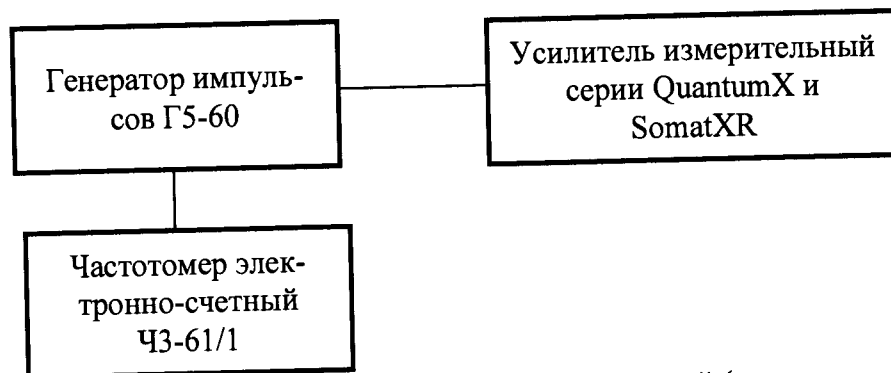 Генератор импуль-
сов Г5-60
Усилитель измерительный
серии QuantumX и
SomatXR
Частотомер элек-
тронно-счетный
Ч3-61/1